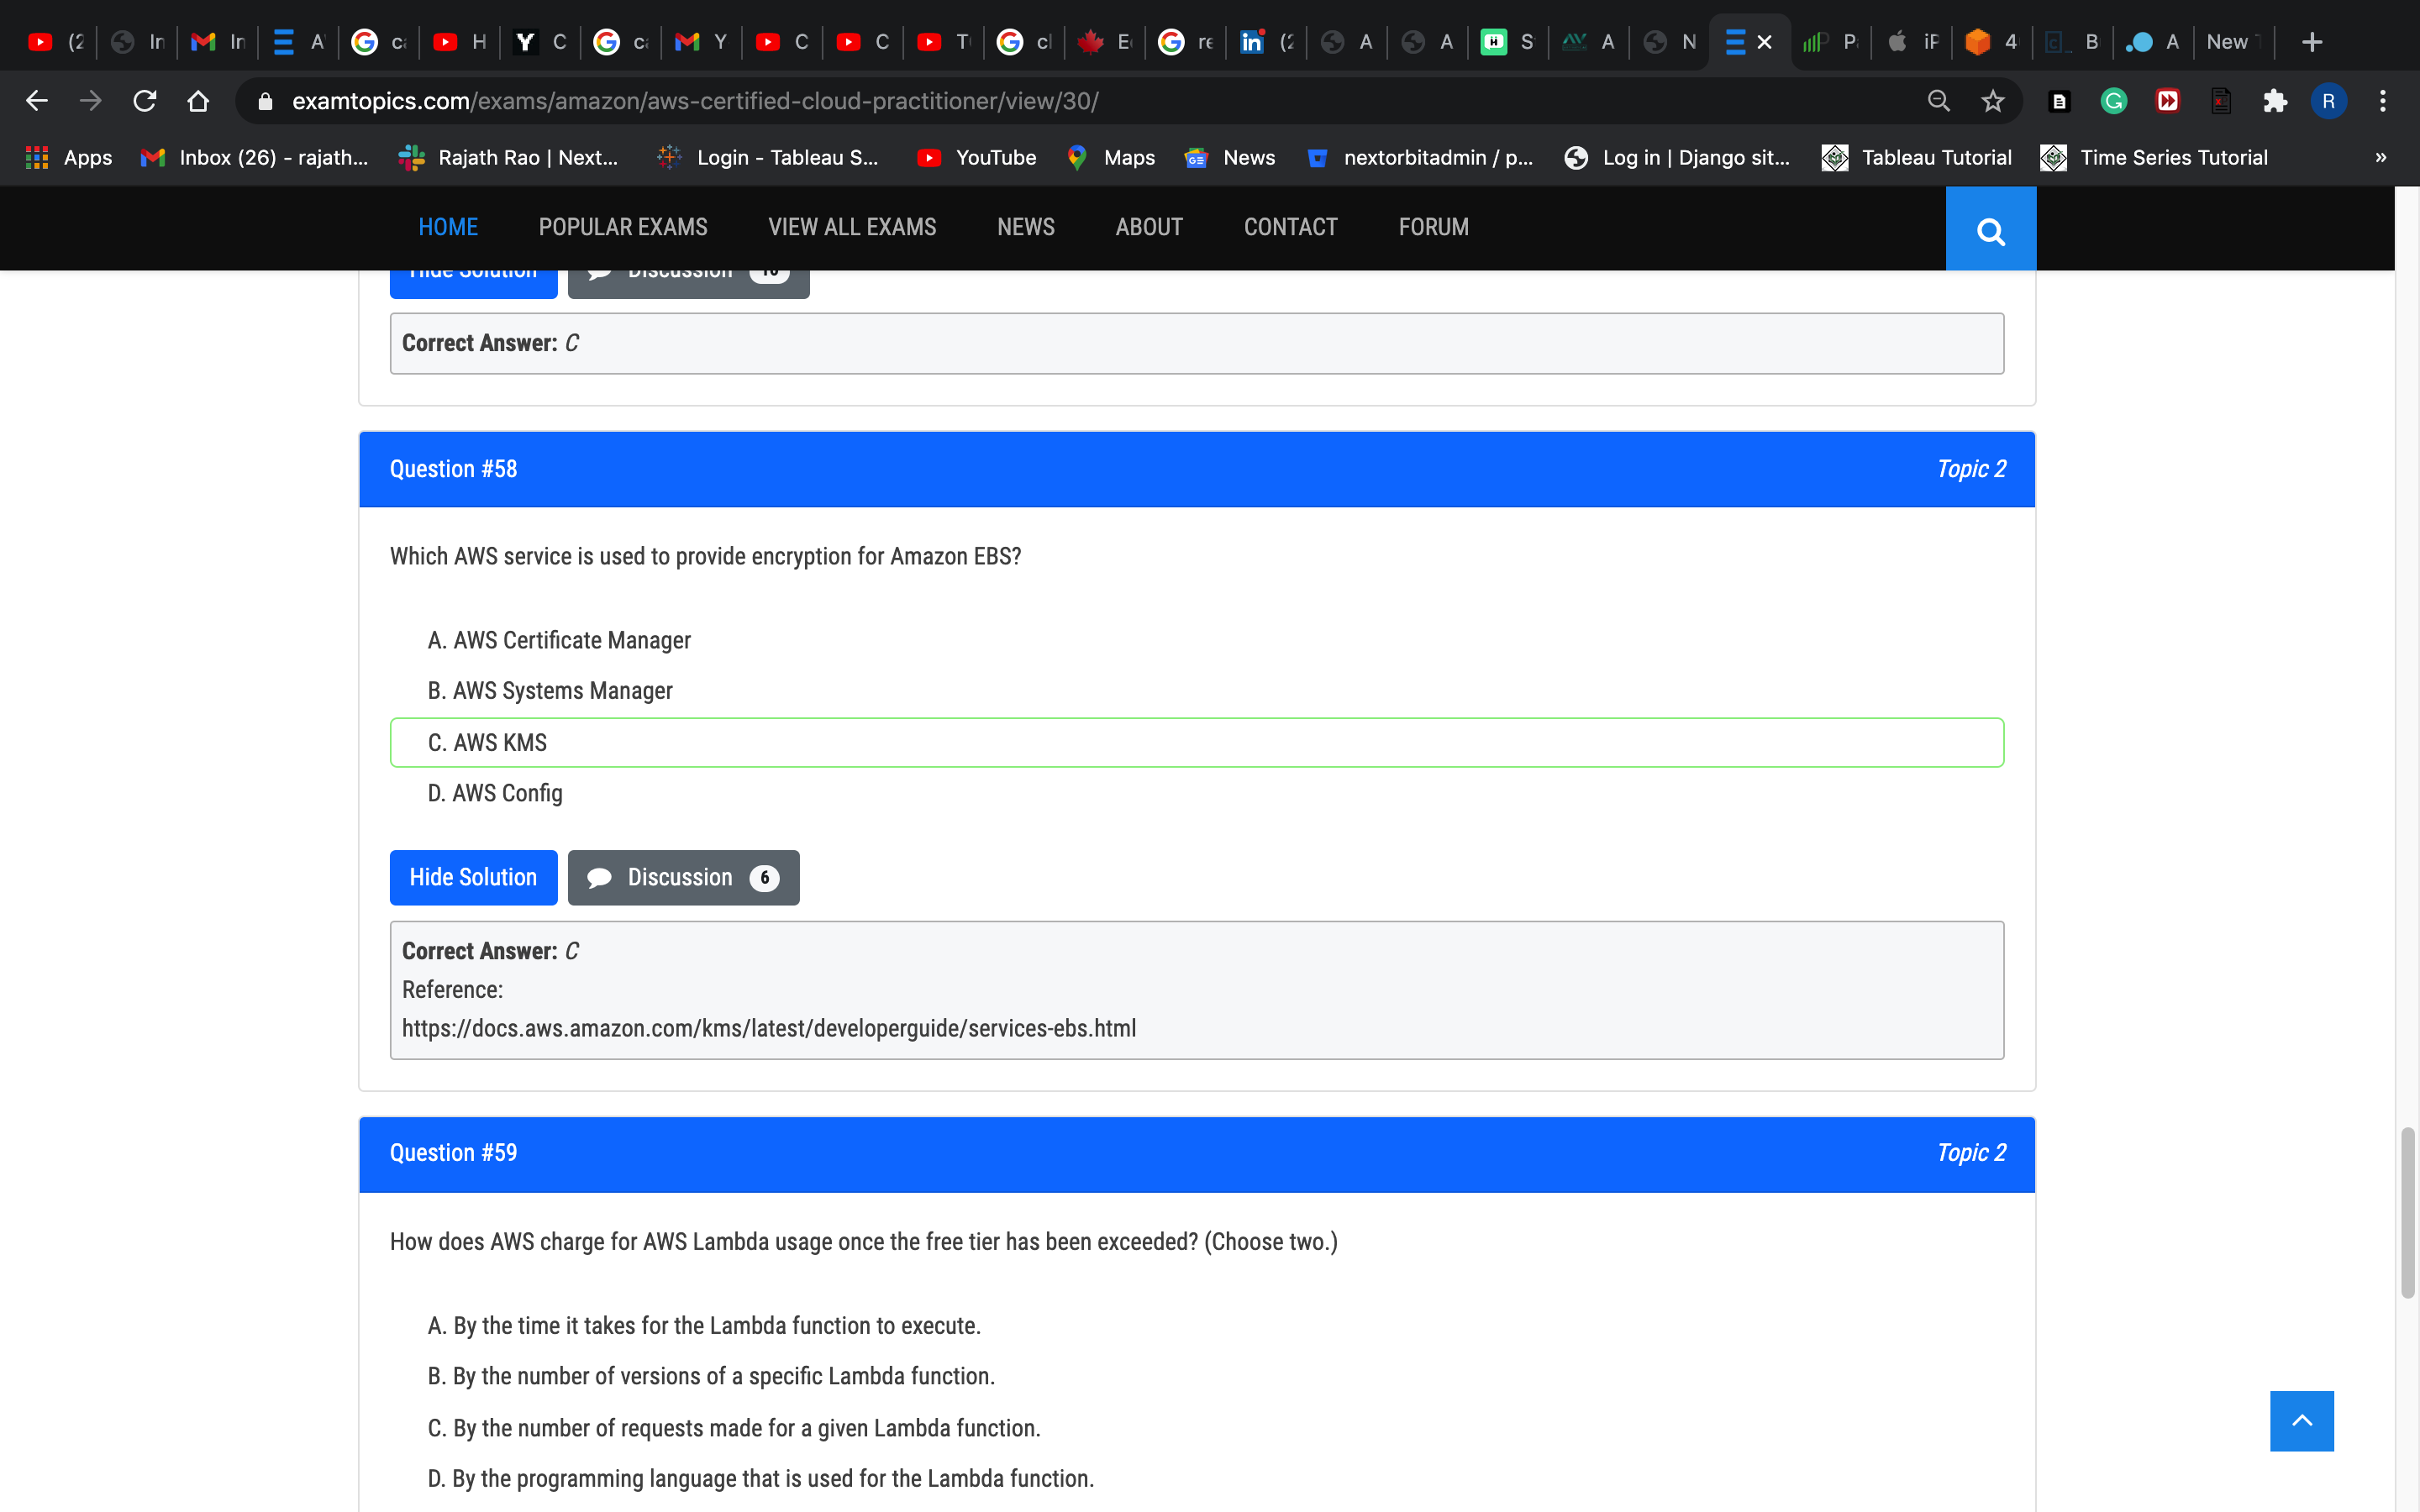 (2 In In A c H Y C c Y C C T cl E re in (2 A A S A N P iP 4 B A New
examtopics.com/exams/amazon/aws-certified-cloud-practitioner/view/30/
R
Apps Inbox (26) - rajath... Rajath Rao | Next... Login - Tableau S... YouTube Maps News nextorbitadmin / p... Log in | Django sit... Tableau Tutorial Time Series Tutorial »
HOME POPULAR EXAMS VIEW ALL EXAMS NEWS ABOUT CONTACT FORUM
Hide Solution Discussion
Correct Answer: C
Question #58 Topic 2
Which AWS service is used to provide encryption for Amazon EBS?
A. AWS Certificate Manager
B. AWS Systems Manager
C. AWS KMS
D. AWS Config
Hide Solution Discussion 6
Correct Answer: C
Reference:
https://docs.aws.amazon.com/kms/latest/developerguide/services-ebs.html
Question #59 Topic 2
How does AWS charge for AWS Lambda usage once the free tier has been exceeded? (Choose two.)
A. By the time it takes for the Lambda function to execute.
B. By the number of versions of a specific Lambda function.
C. By the number of requests made for a given Lambda function.
D. By the programming language that is used for the Lambda function.